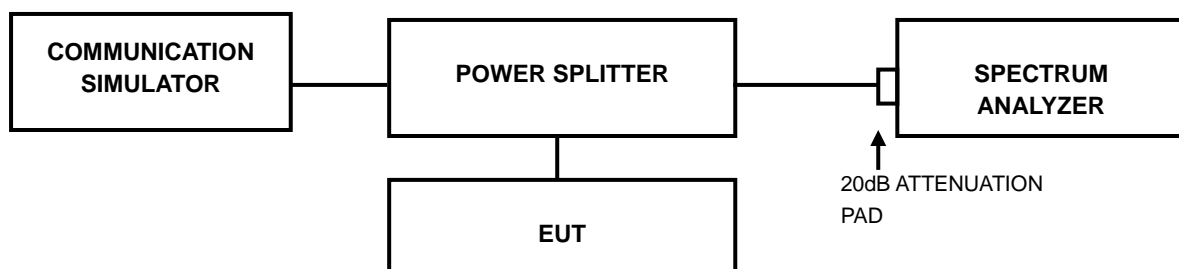 COMMUNICATION
SIMULATOR
POWER SPLITTER
SPECTRUM
ANALYZER
20dB ATTENUATION
PAD
EUT